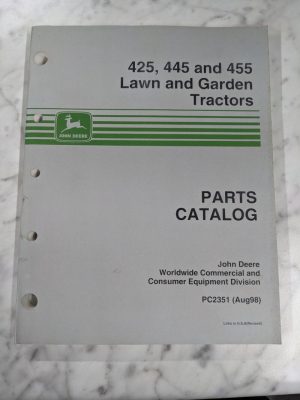 425, 445 and 455
Lawn and Garden
Tractors
JOHN DEERE
PARTS
CATALOG
John Deere
Worldwide Commercial and
Consumer Equipment Division
PC2351 (Aug98)